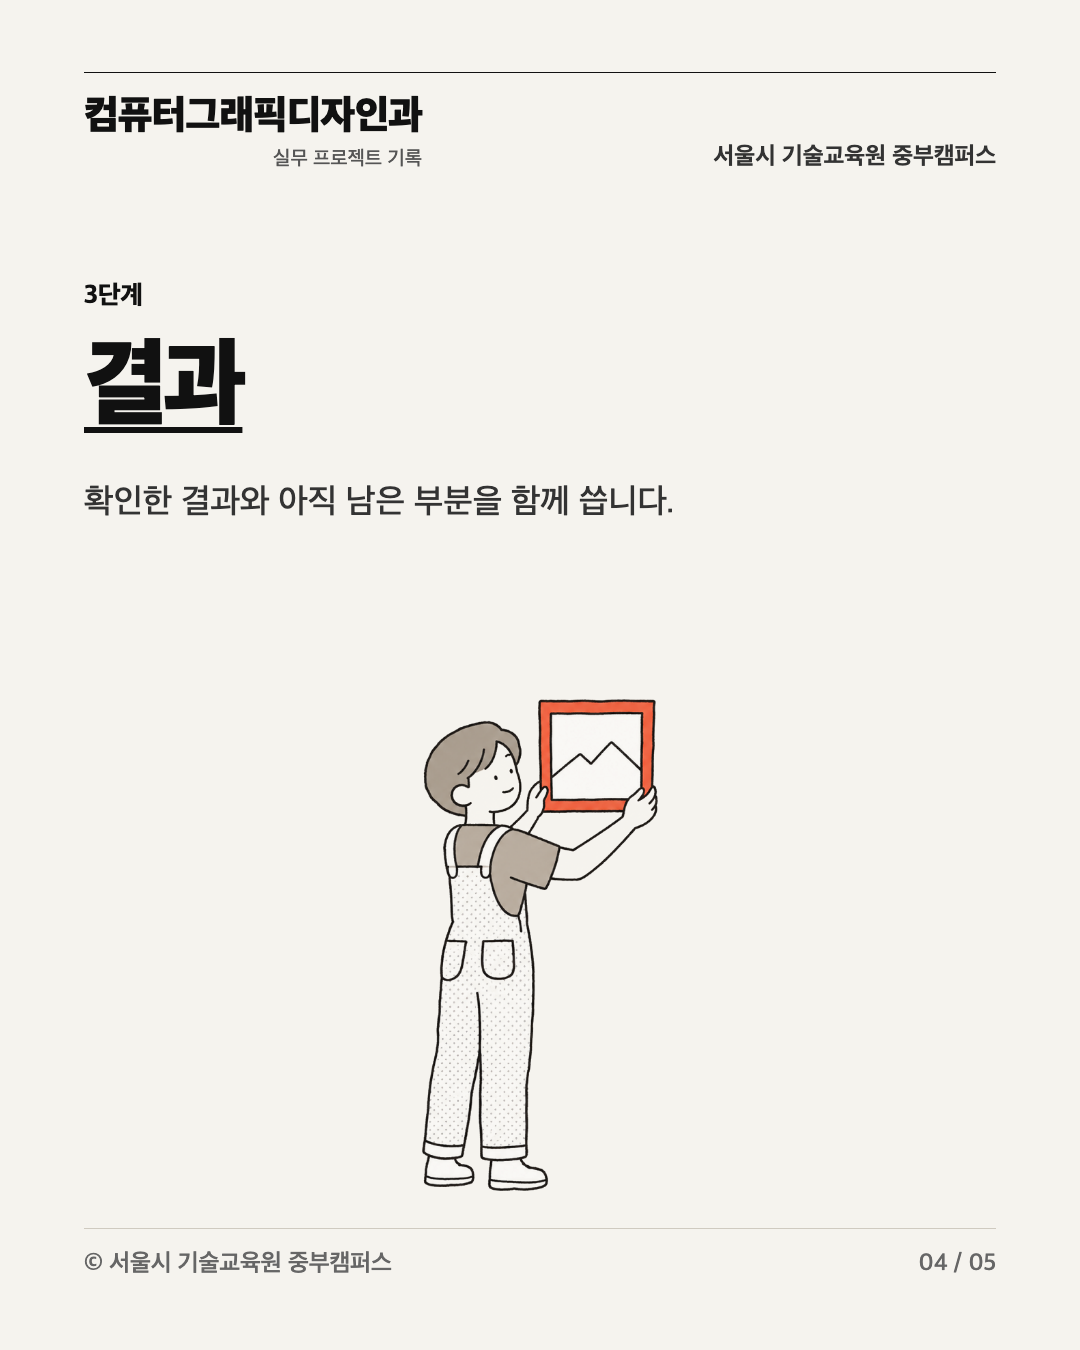 컴퓨터그래픽디자인과
실무 프로젝트 기록
서울시 기술교육원 중부캠퍼스
3단계
결과
확인한 결과와 아직 남은 부분을 함께 씁니다.
© 서울시 기술교육원 중부캠퍼스
04 / 05